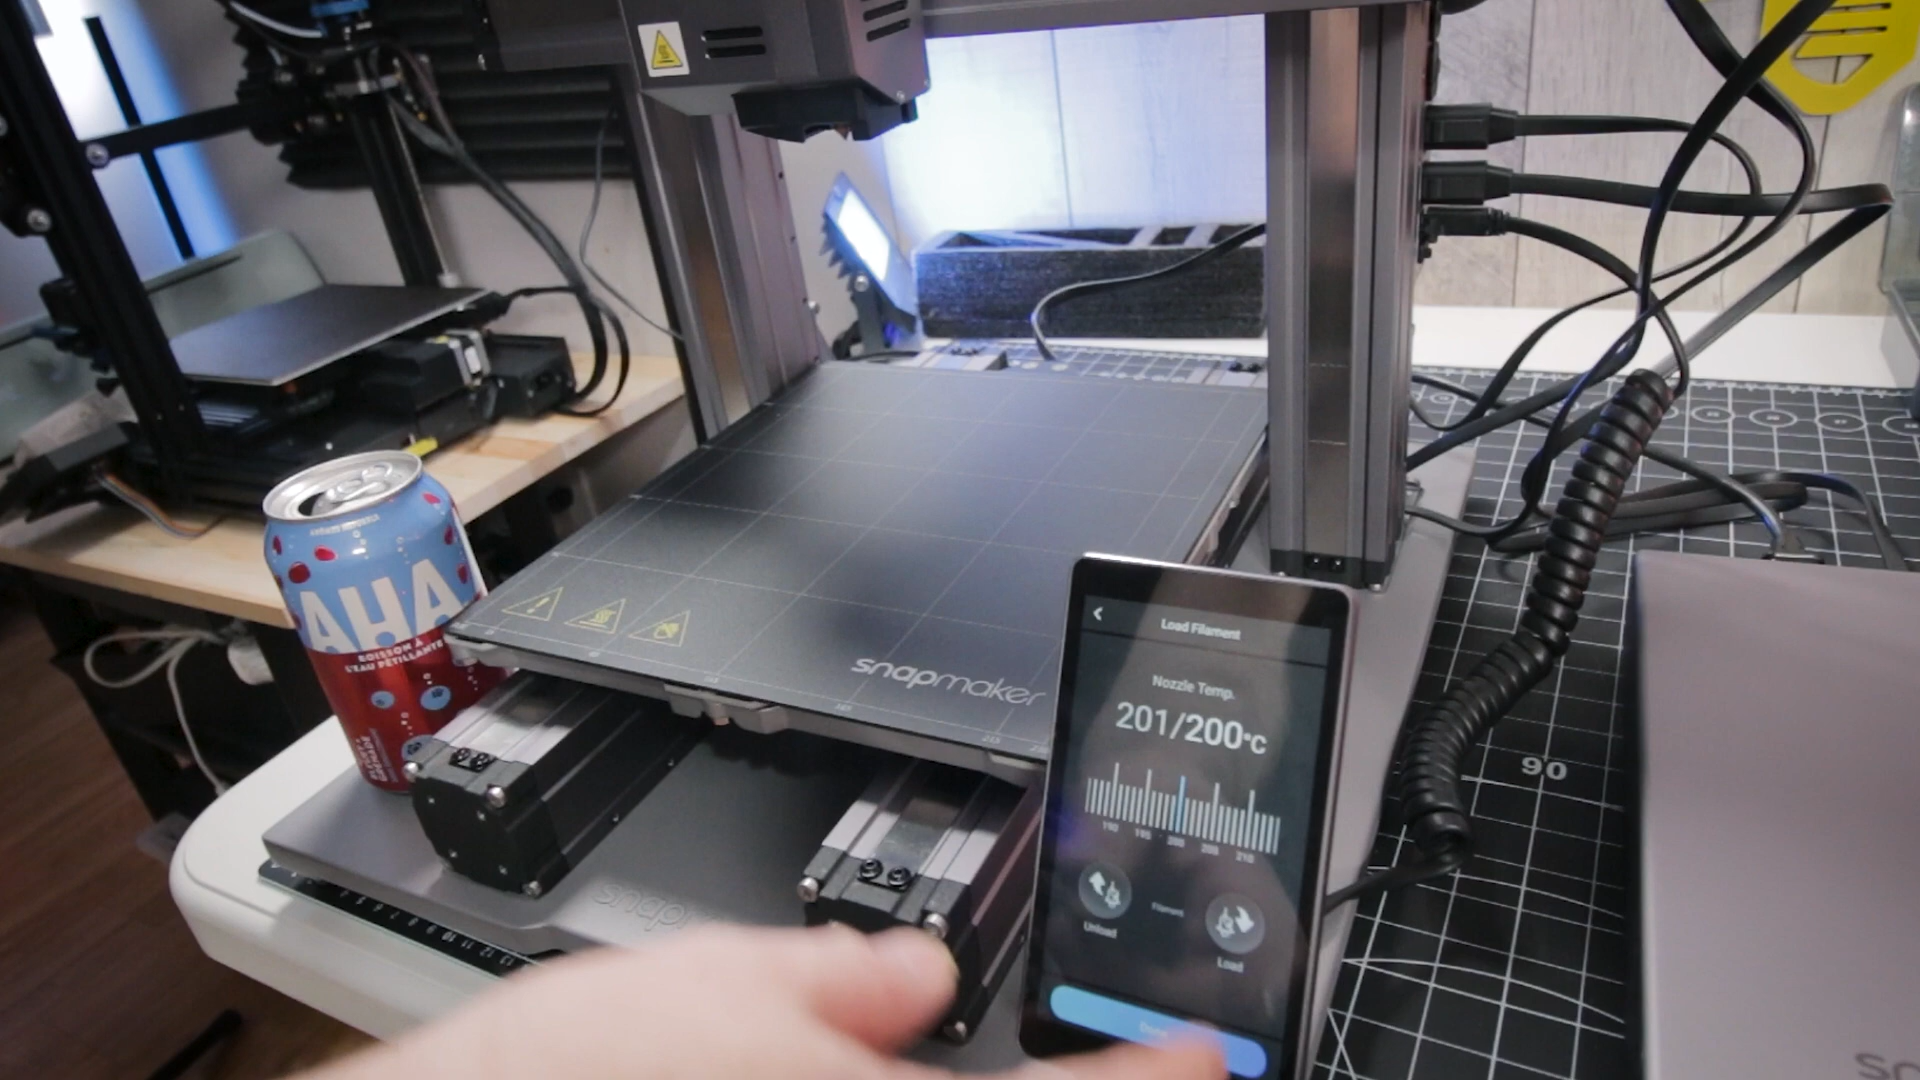 AHA
BOISSON À
L'EAU PÉTILLANTE
snapmaker
Load Filament
Nozzle Temp.
201/200°C
190 195 200 205 210
Filament
Unload
Load
Done
90